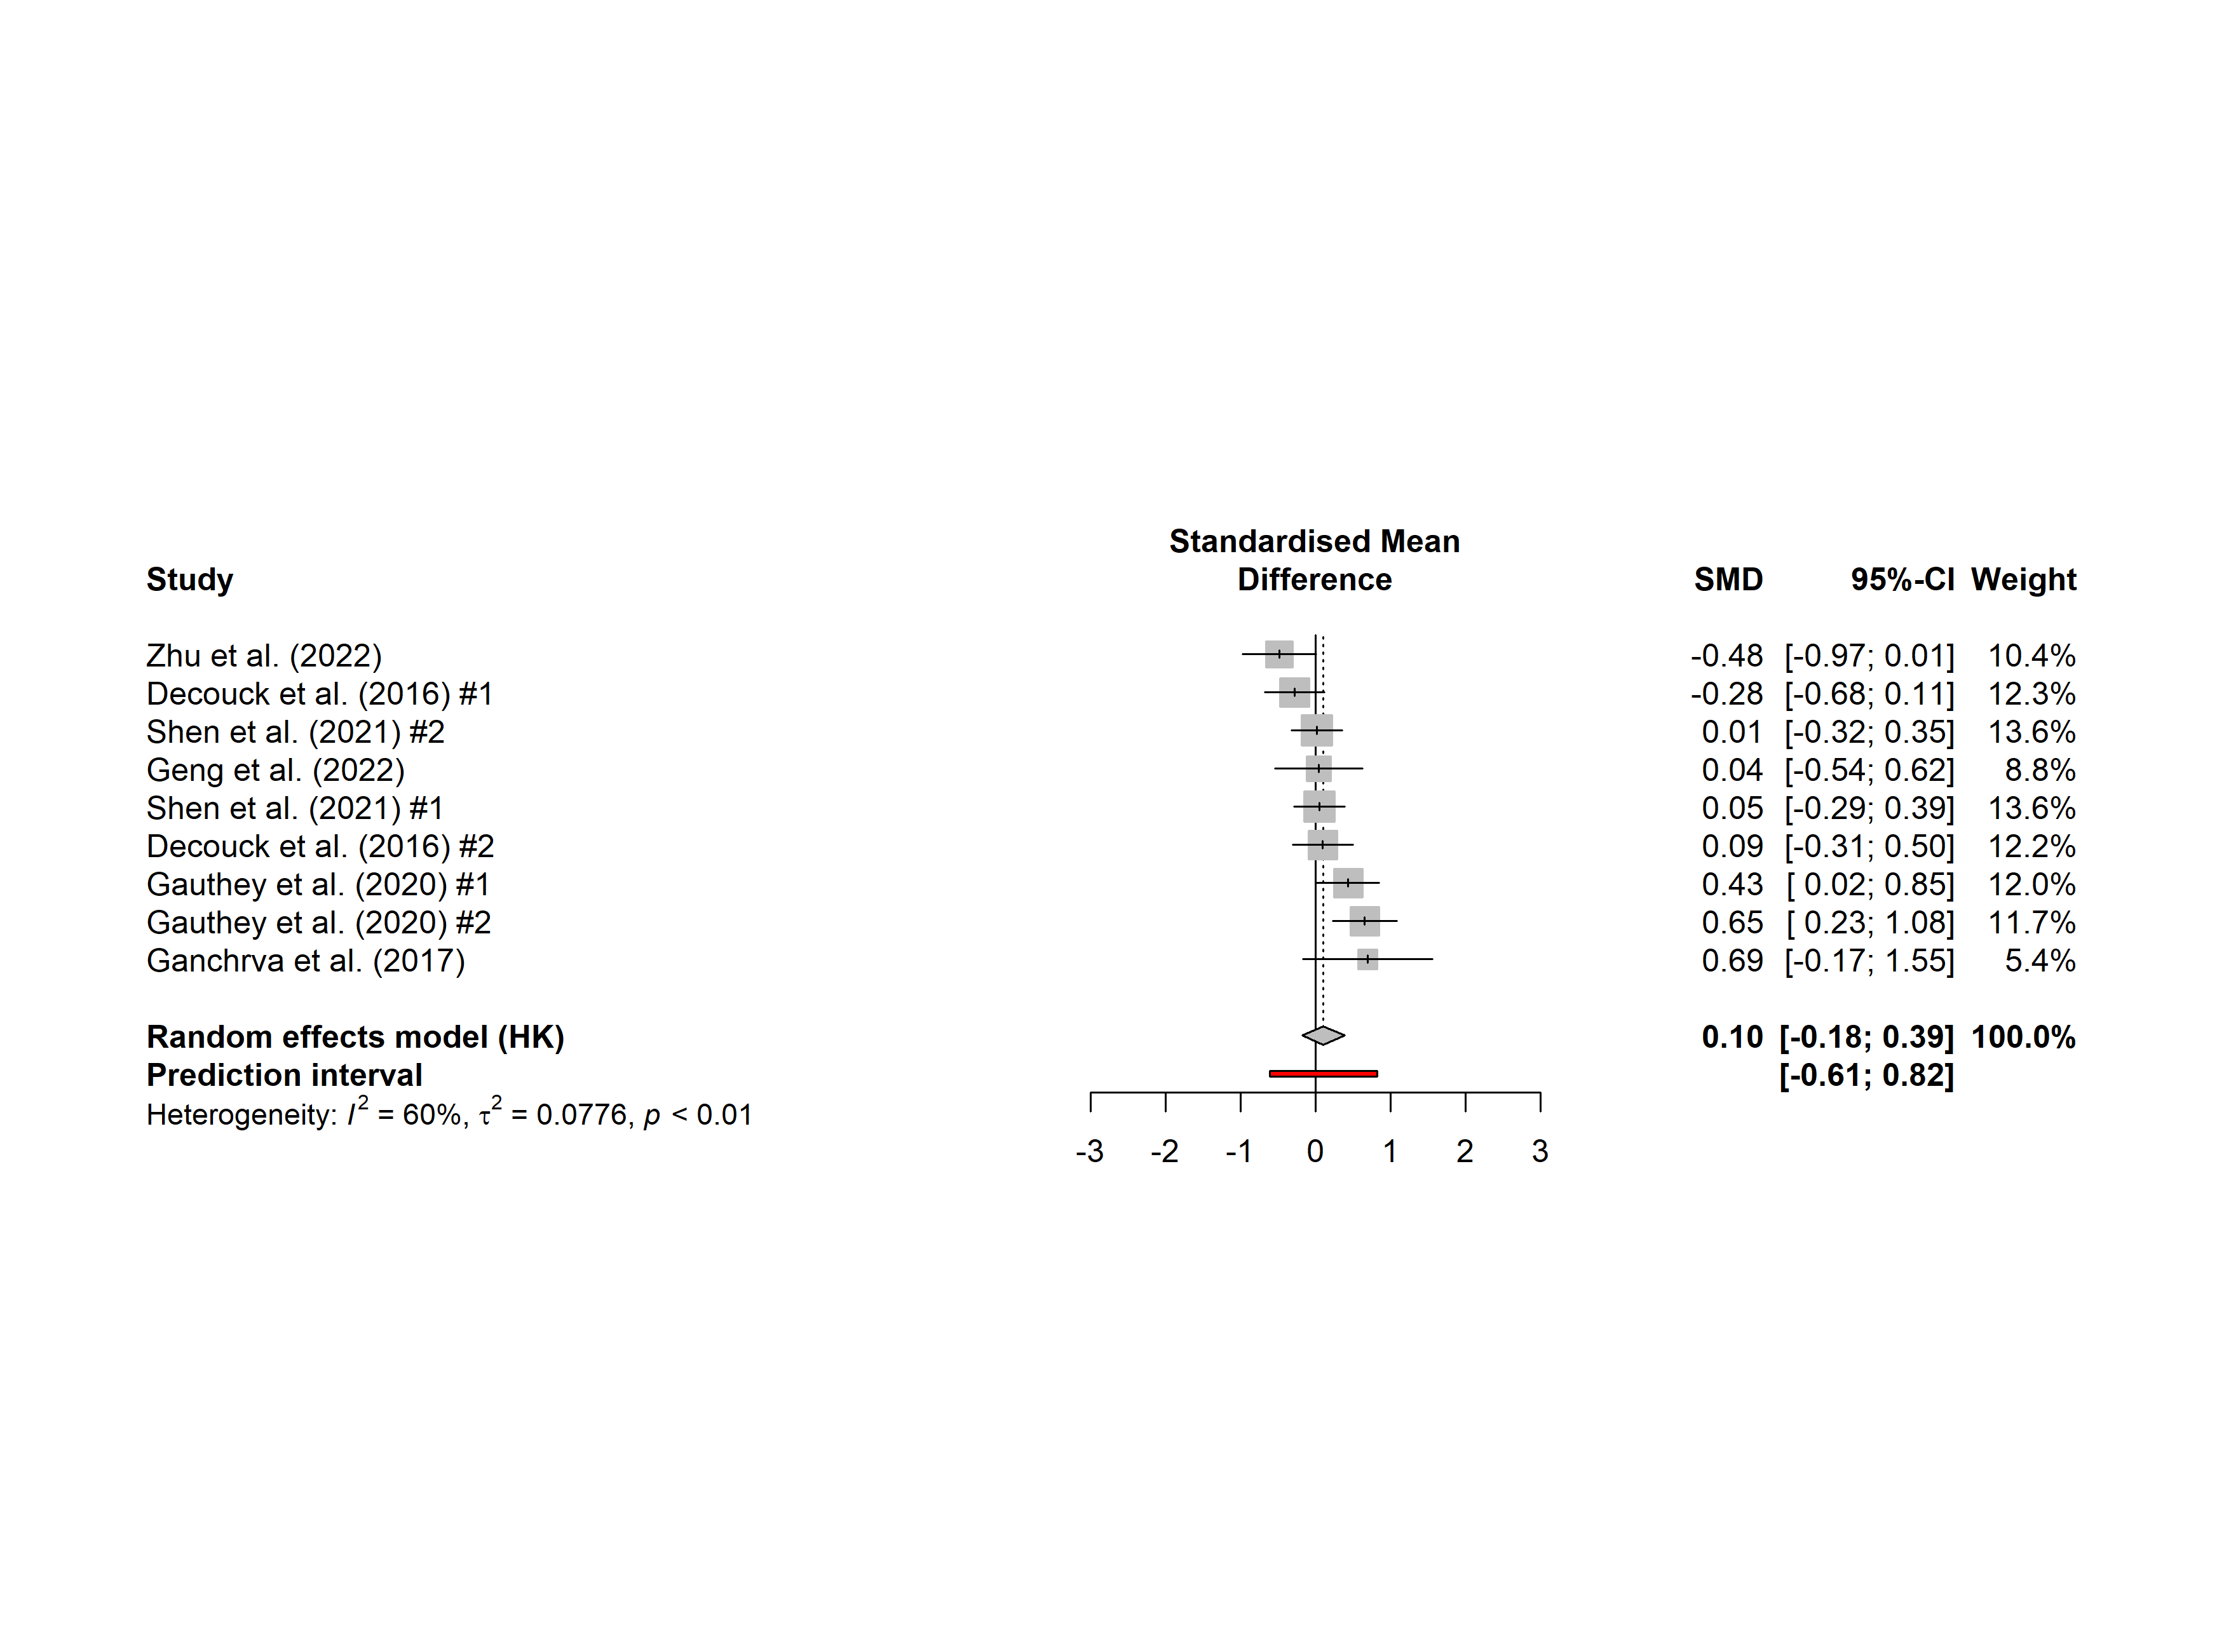 Standardised Mean
Study Difference SMD 95%-CI Weight
Zhu et al. (2022) -0.48 [-0.97; 0.01] 10.4%
Decouck et al. (2016) #1 -0.28 [-0.68; 0.11] 12.3%
Shen et al. (2021) #2 0.01 [-0.32; 0.35] 13.6%
Geng et al. (2022) 0.04 [-0.54; 0.62] 8.8%
Shen et al. (2021) #1 0.05 [-0.29; 0.39] 13.6%
Decouck et al. (2016) #2 0.09 [-0.31; 0.50] 12.2%
Gauthey et al. (2020) #1 0.43 [ 0.02; 0.85] 12.0%
Gauthey et al. (2020) #2 0.65 [ 0.23; 1.08] 11.7%
Ganchrva et al. (2017) 0.69 [-0.17; 1.55] 5.4%
Random effects model (HK) 0.10 [-0.18; 0.39] 100.0%
Prediction interval [-0.61; 0.82]
Heterogeneity: I² = 60%, τ² = 0.0776, p < 0.01
-3 -2 -1 0 1 2 3